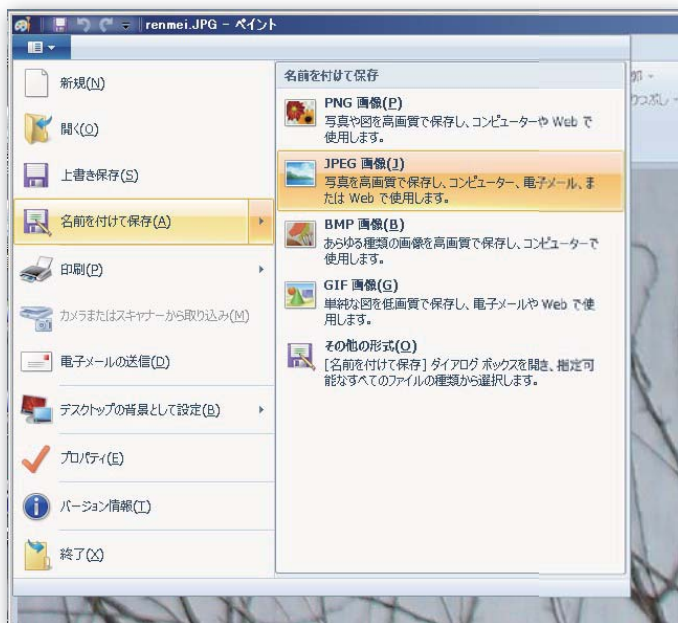 renmei.JPG - ペイント
新規(N)
開く(O)
上書き保存(S)
名前を付けて保存(A)
印刷(P)
カメラまたはスキャナーから取り込み(M)
電子メールの送信(D)
デスクトップの背景として設定(B)
プロパティ(E)
バージョン情報(T)
終了(X)
名前を付けて保存
PNG 画像(P)
写真や図を高画質で保存し、コンピューターや Web で
使用します。
JPEG 画像(J)
写真を高画質で保存し、コンピューター、電子メール、ま
たは Web で使用します。
BMP 画像(B)
あらゆる種類の画像を高画質で保存し、コンピューターで
使用します。
GIF 画像(G)
単純な図を低画質で保存し、電子メールや Web で使
用します。
その他の形式(O)
[名前を付けて保存] ダイアログ ボックスを開き、指定可
能なすべてのファイルの種類から選択します。
りつぶし